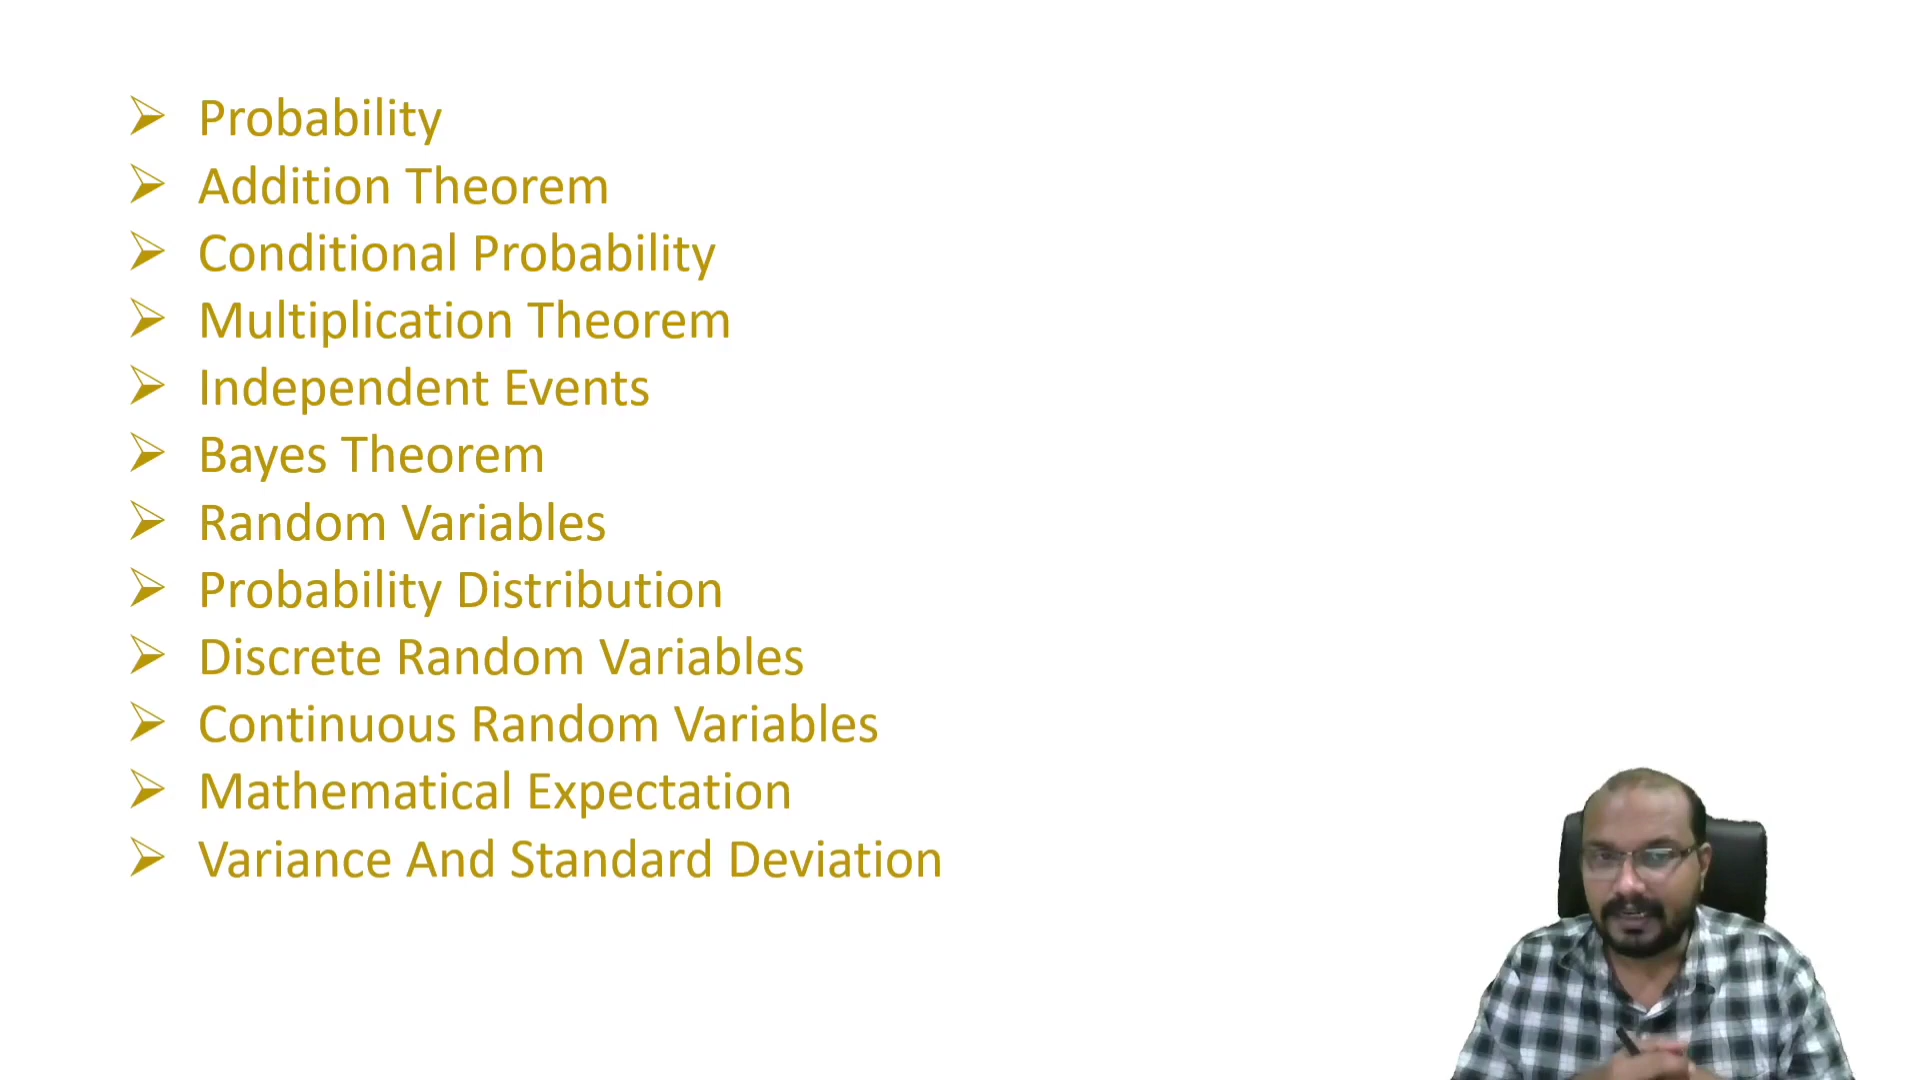 Probability
Addition Theorem
Conditional Probability
Multiplication Theorem
Independent Events
Bayes Theorem
Random Variables
Probability Distribution
Discrete Random Variables
Continuous Random Variables
Mathematical Expectation
Variance And Standard Deviation